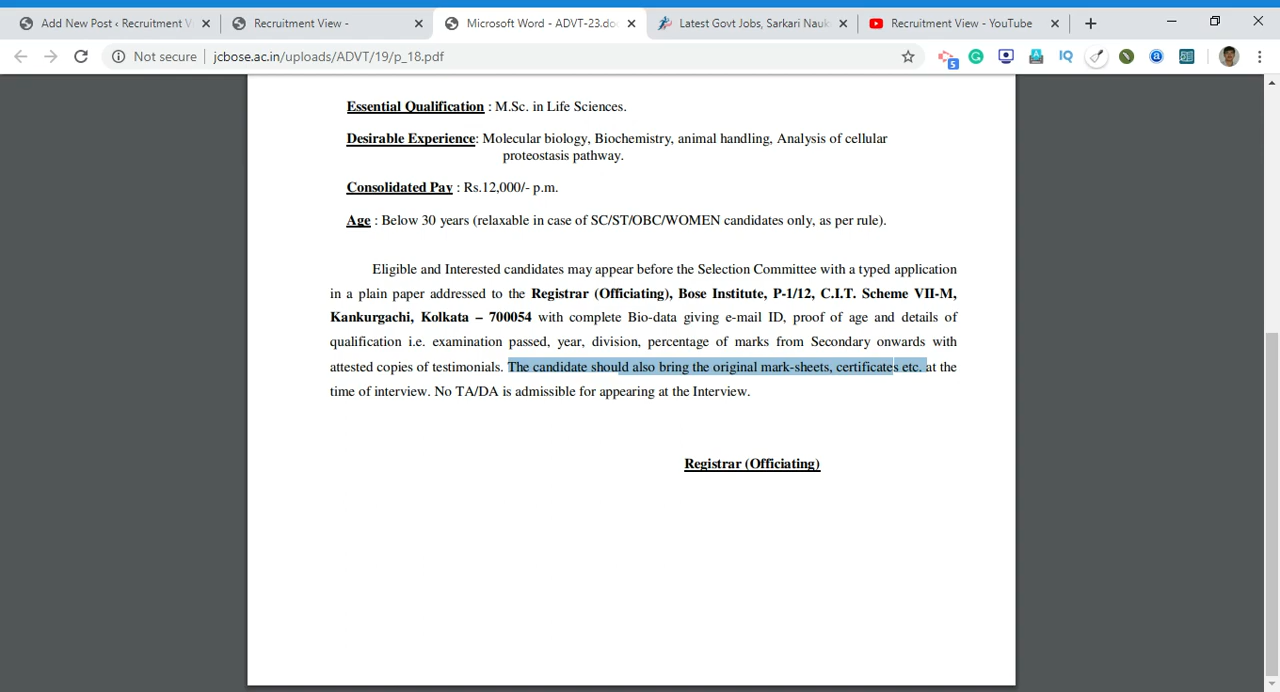 Add New Post ‹ Recruitment V
Recruitment View -
Microsoft Word - ADVT-23.do
Latest Govt Jobs, Sarkari Nauk
Recruitment View - YouTube
Not secure | jcbose.ac.in/uploads/ADVT/19/p_18.pdf
5
IQ
Essential Qualification : M.Sc. in Life Sciences.
Desirable Experience: Molecular biology, Biochemistry, animal handling, Analysis of cellular
proteostasis pathway.
Consolidated Pay : Rs.12,000/- p.m.
Age : Below 30 years (relaxable in case of SC/ST/OBC/WOMEN candidates only, as per rule).
Eligible and Interested candidates may appear before the Selection Committee with a typed application
in a plain paper addressed to the Registrar (Officiating), Bose Institute, P-1/12, C.I.T. Scheme VII-M,
Kankurgachi, Kolkata – 700054 with complete Bio-data giving e-mail ID, proof of age and details of
qualification i.e. examination passed, year, division, percentage of marks from Secondary onwards with
attested copies of testimonials. The candidate should also bring the original mark-sheets, certificates etc. at the
time of interview. No TA/DA is admissible for appearing at the Interview.
Registrar (Officiating)